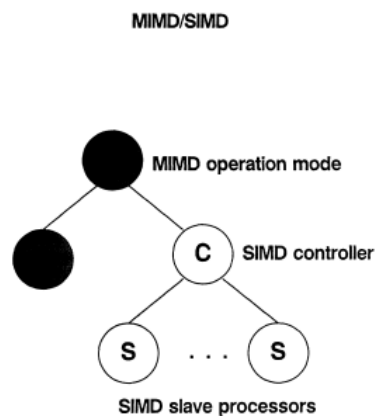 MIMD/SIMD
MIMD operation mode
C
SIMD controller
S
. . .
S
SIMD slave processors